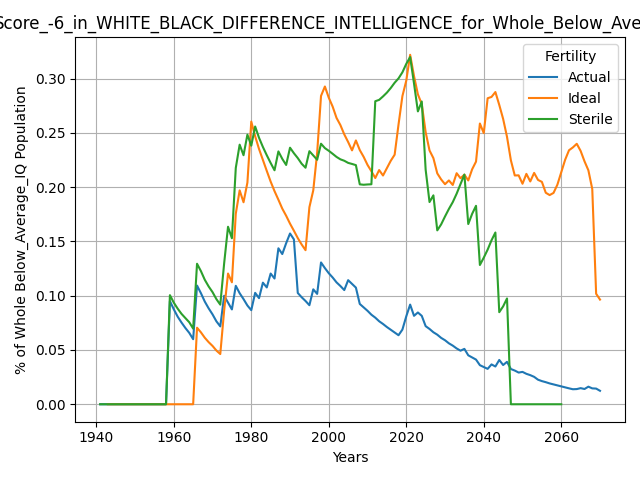 Score_-6_in_WHITE_BLACK_DIFFERENCE_INTELLIGENCE_for_Whole_Below_Ave
Fertility
Actual
Ideal
Sterile
% of Whole Below_Average_IQ Population
0.30
0.25
0.20
0.15
0.10
0.05
0.00
1940 1960 1980 2000 2020 2040 2060
Years